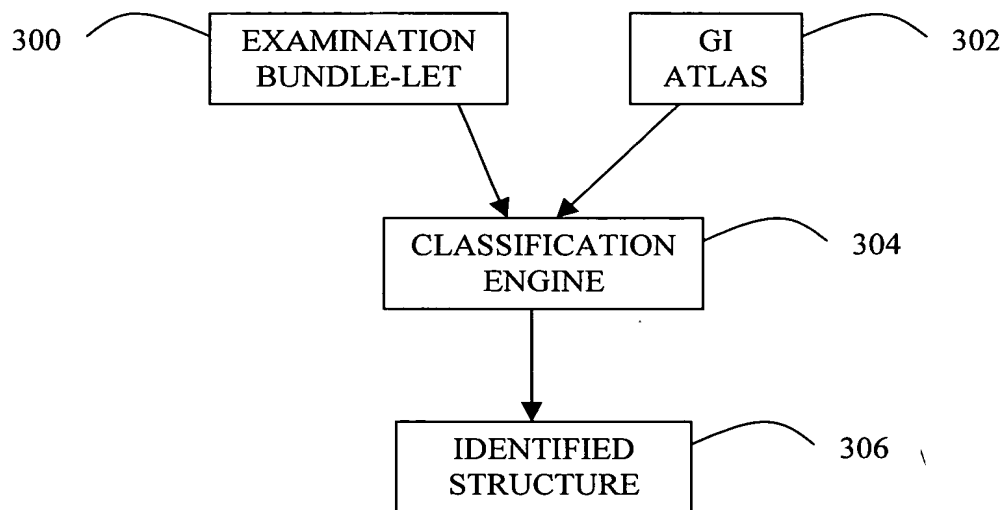 300
EXAMINATION
BUNDLE-LET
GI
ATLAS
302
CLASSIFICATION
ENGINE
304
IDENTIFIED
STRUCTURE
306